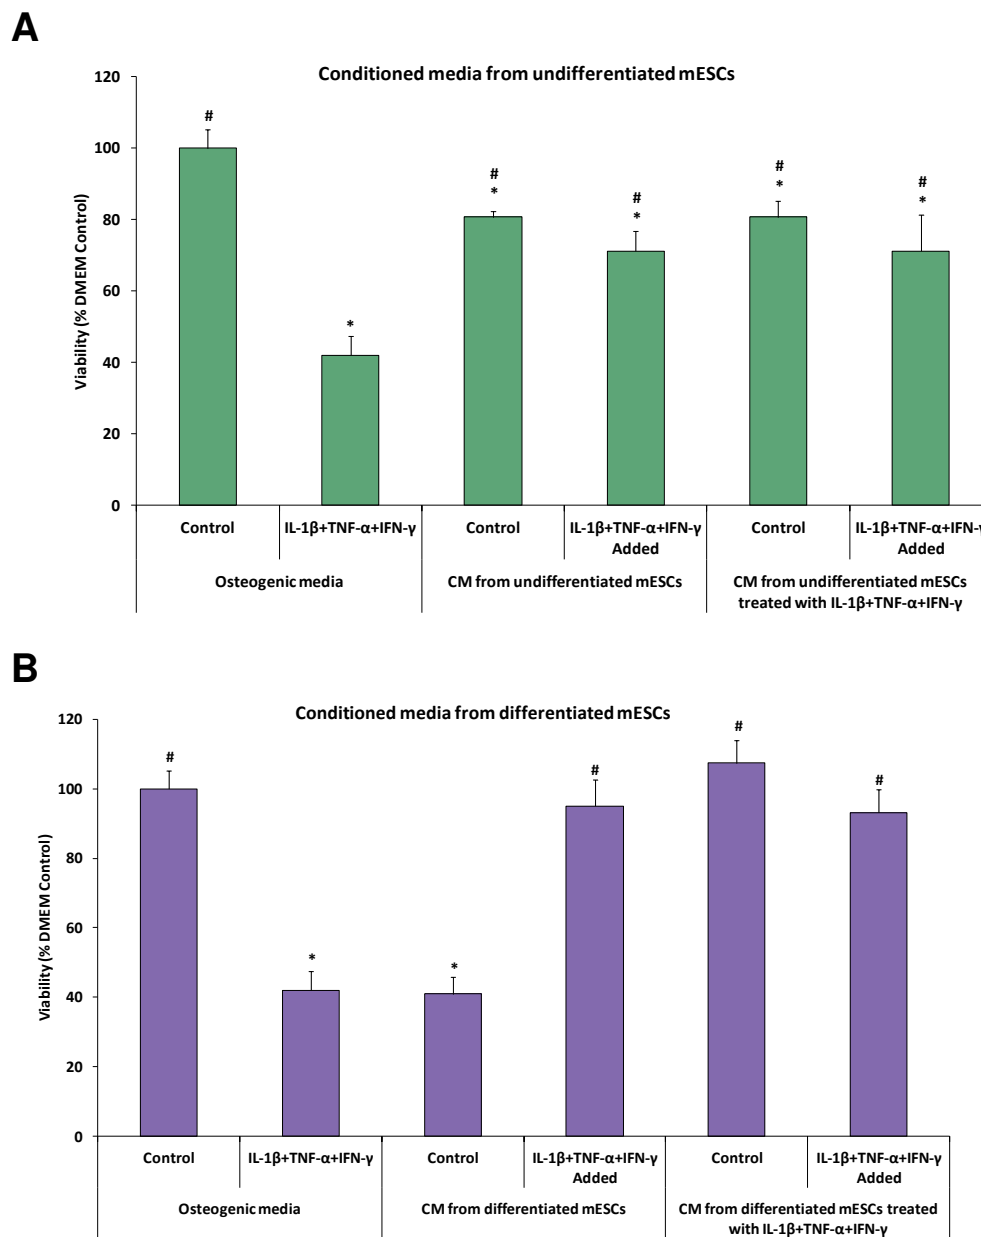 A
Conditioned media from undifferentiated mESCs
Viability (% DMEM Control)
120
100
80
60
40
20
0
#
*
#
*
#
*
#
*
#
*
Control
IL-1β+TNF-α+IFN-γ
Control
IL-1β+TNF-α+IFN-γ
Added
Control
IL-1β+TNF-α+IFN-γ
Added
Osteogenic media
CM from undifferentiated mESCs
CM from undifferentiated mESCs
treated with IL-1β+TNF-α+IFN-γ
B
Conditioned media from differentiated mESCs
Viability (% DMEM Control)
120
100
80
60
40
20
0
#
*
*
#
#
#
Control
IL-1β+TNF-α+IFN-γ
Control
IL-1β+TNF-α+IFN-γ
Added
Control
IL-1β+TNF-α+IFN-γ
Added
Osteogenic media
CM from differentiated mESCs
CM from differentiated mESCs treated
with IL-1β+TNF-α+IFN-γ